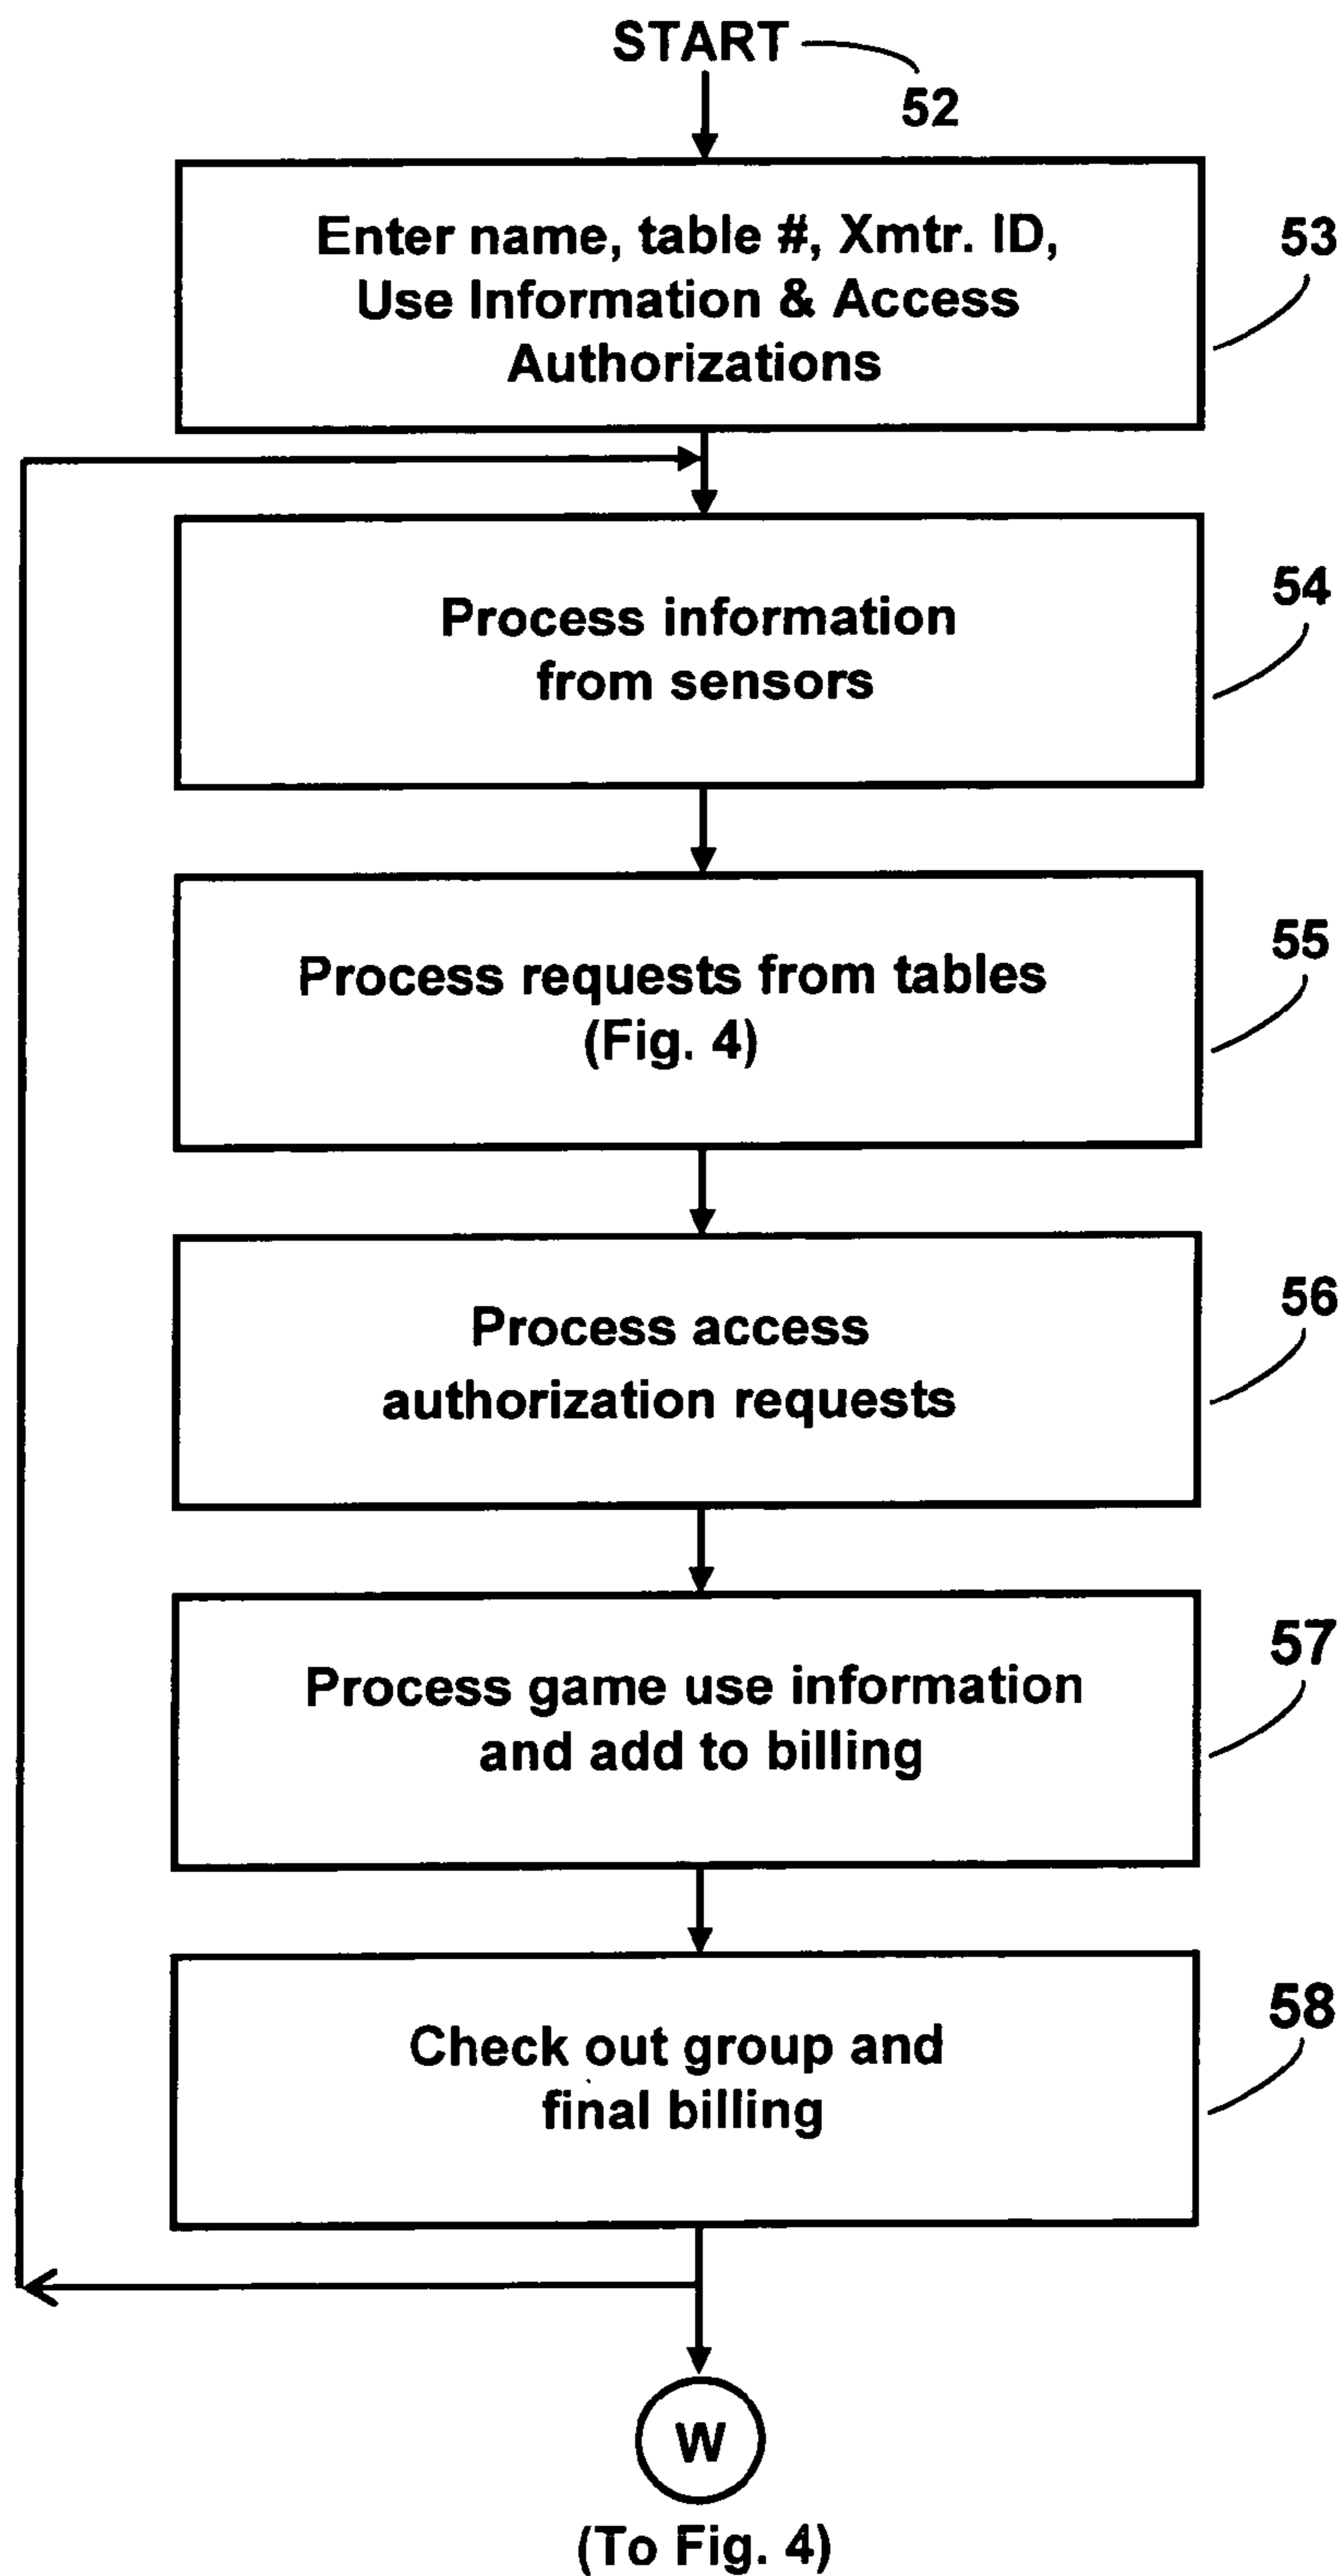 START
52
Enter name, table #, Xmtr. ID,
Use Information & Access
Authorizations
53
Process information
from sensors
54
Process requests from tables
(Fig. 4)
55
Process access
authorization requests
56
Process game use information
and add to billing
57
Check out group and
final billing
58
W
(To Fig. 4)